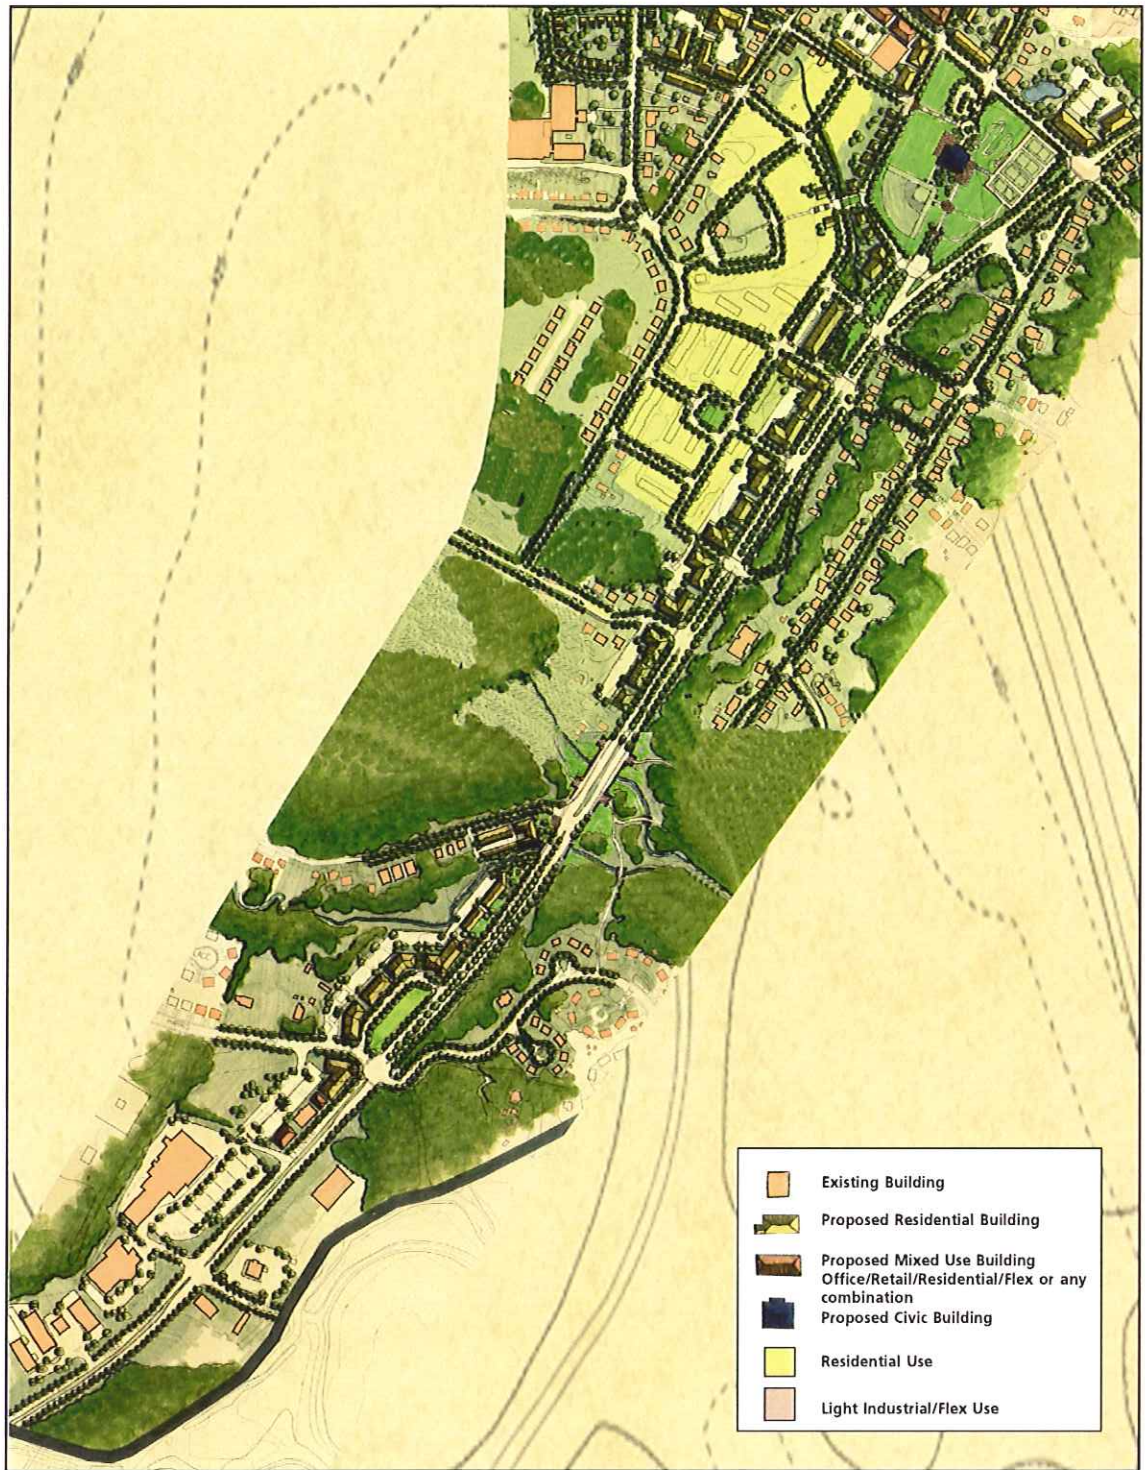 Existing Building
Proposed Residential Building
Proposed Mixed Use Building
Office/Retail/Residential/Flex or any
combination
Proposed Civic Building
Residential Use
Light Industrial/Flex Use